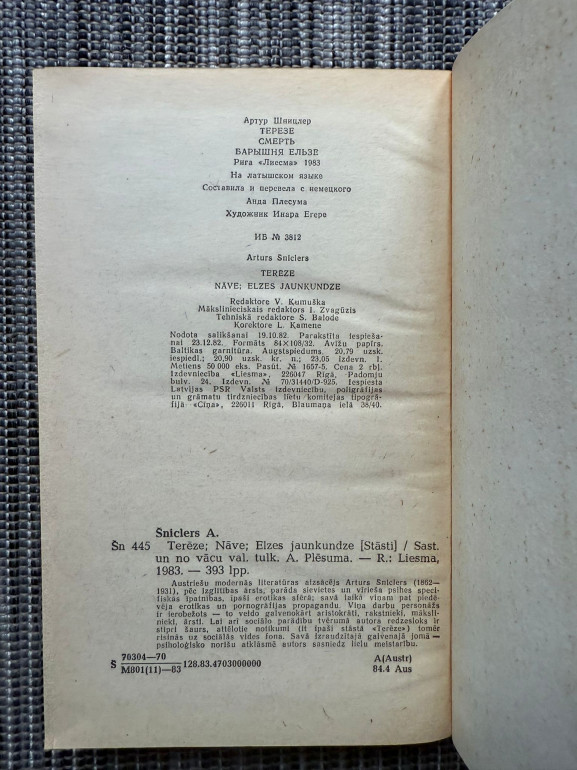 Артур Шницлер
ТЕРЕЗЕ
СМЕРТЬ
БАРЫШНЯ ЕЛЬЗЕ
Рига «Лиесма» 1983
На латышском языке
Составила и перевела с немецкого
Анда Плесума
Художник Инара Егере
ИБ № 3812
Arturs Šniclers
TERĒZE
NĀVE; ELZES JAUNKUNDZE
Redaktore V. Kumuška
Mākslinieciskais redaktors I. Zvagūzis
Tehniskā redaktore S. Balode
Korektore L. Kamene
Nodota salikšanai 19.10.82. Parakstīta iespieša-
nai 23.12.82. Formāts 84×108/32. Avīžu papīrs.
Baltikas garnitūra. Augstspiedums. 20,79 uzsk.
iespiedl.; 20,90 uzsk. kr. n.; 23,05 izdevn. l.
Metiens 50 000 eks. Pasūt. № 1657-5. Cena 2 rbļ.
Izdevniecība «Liesma», 226047 Rīgā, Padomju
bulv. 24. Izdevn. № 70/31440/D-925. Iespiesta
Latvijas PSR Valsts izdevniecību, poligrāfijas
un grāmatu tirdzniecības lietu komitejas tipogrā-
fijā «Cīņa», 226011 Rīgā, Blaumaņa ielā 38/40.
Šniclers A.
Šn 445 Terēze; Nāve; Elzes jaunkundze [Stāsti] / Sast.
un no vācu val. tulk. A. Plēsuma. — R.: Liesma,
1983. — 393 lpp.
Austriešu modernās literatūras aizsācējs Arturs Šniclers (1862—
1931), pēc izglītības ārsts, parāda sievietes un vīrieša psihes speci-
fiskās īpatnības, īpaši erotikas sfērā; savā laikā viņam pat piedē-
vēja erotikas un pornogrāfijas propagandu. Viņa darbu personāžs
ir ierobežots — to veido galvenokārt aristokrāti, rakstnieki, māksli-
nieki, ārsti. Lai arī sociālo parādību tvērumā autora redzesloks ir
stipri šaurs, attēlotie notikumi (it īpaši stāstā «Terēze») tomēr
risinās uz sociālās vides fona. Savā izraudzītajā galvenajā jomā —
psiholoģisko norišu atklāsmē autors sasniedz lielu meistarību.
70304—70 A(Austr)
Š 128.83.4703000000
M801(11)—83 84.4 Aus